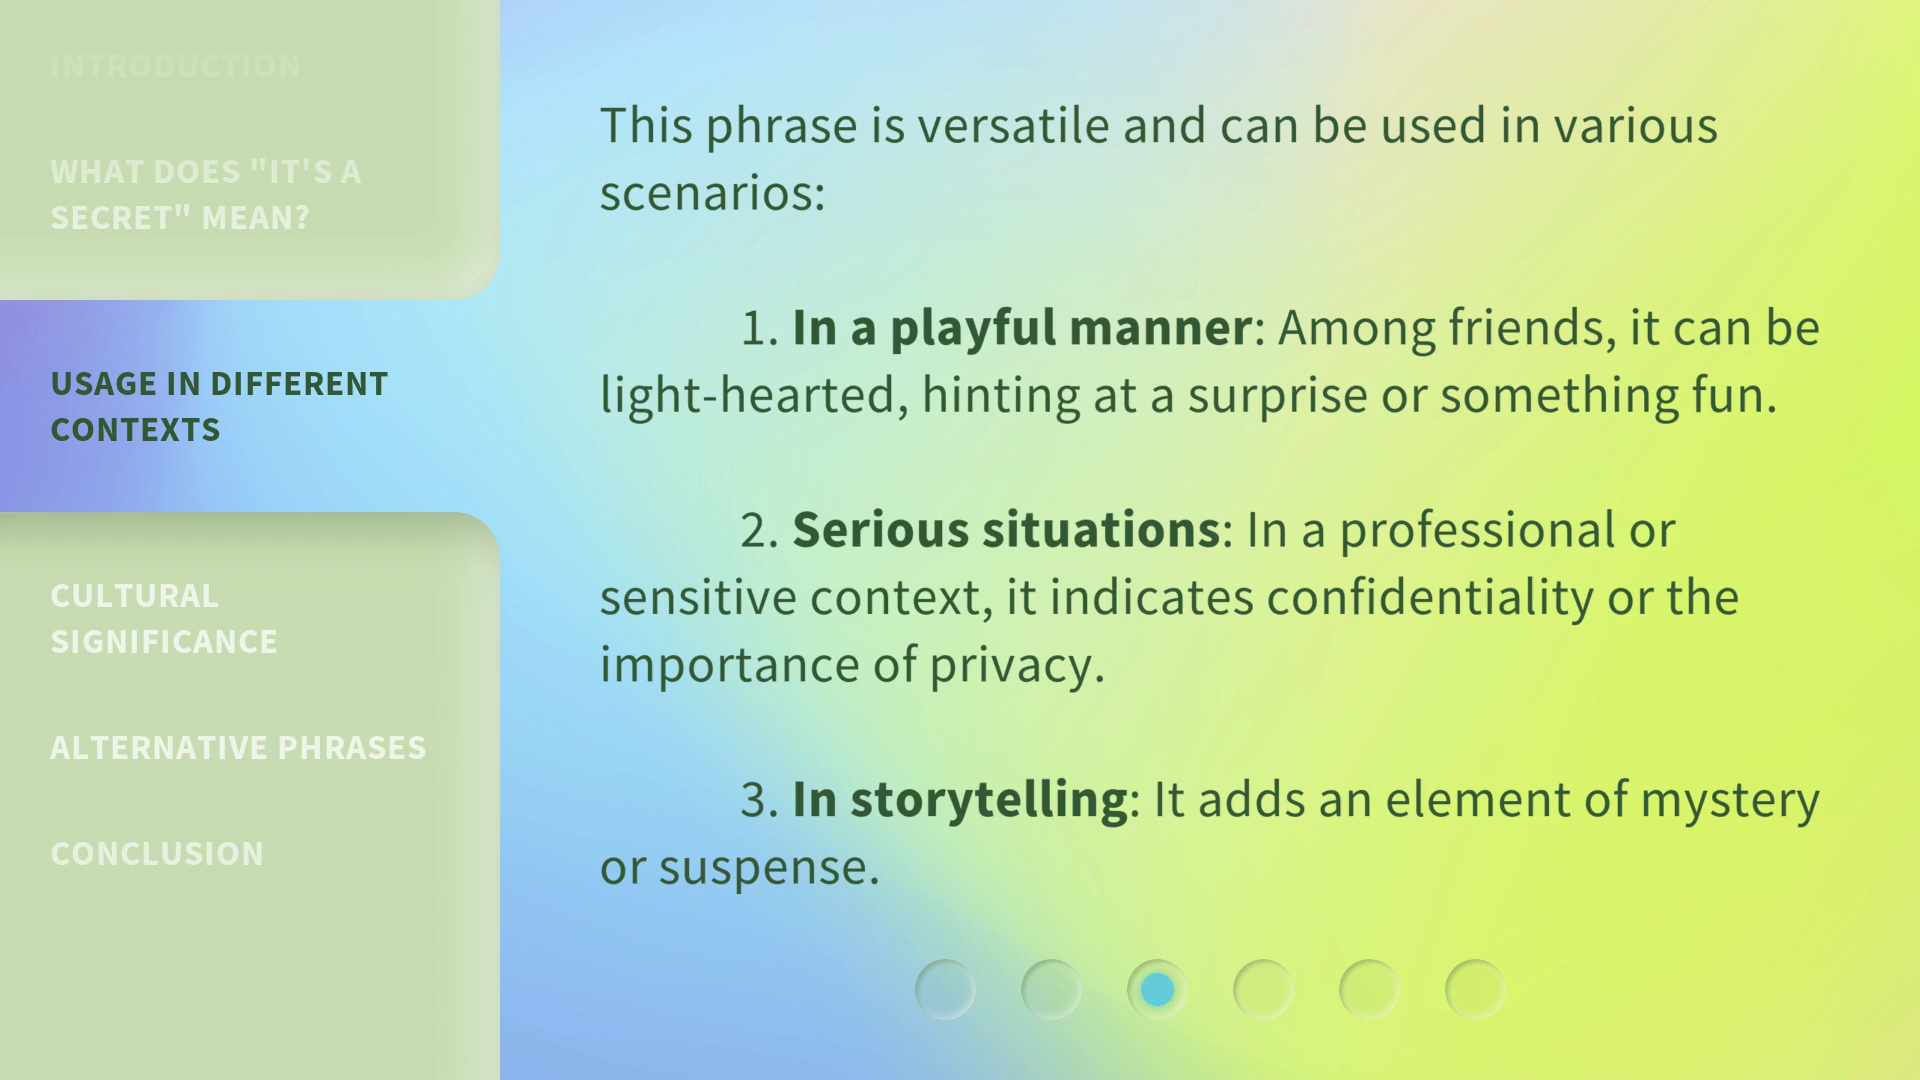 INTRODUCTION
WHAT DOES "IT'S A
SECRET" MEAN?
USAGE IN DIFFERENT
CONTEXTS
CULTURAL
SIGNIFICANCE
ALTERNATIVE PHRASES
CONCLUSION
This phrase is versatile and can be used in various
scenarios:
1. In a playful manner: Among friends, it can be
light-hearted, hinting at a surprise or something fun.
2. Serious situations: In a professional or
sensitive context, it indicates confidentiality or the
importance of privacy.
3. In storytelling: It adds an element of mystery
or suspense.